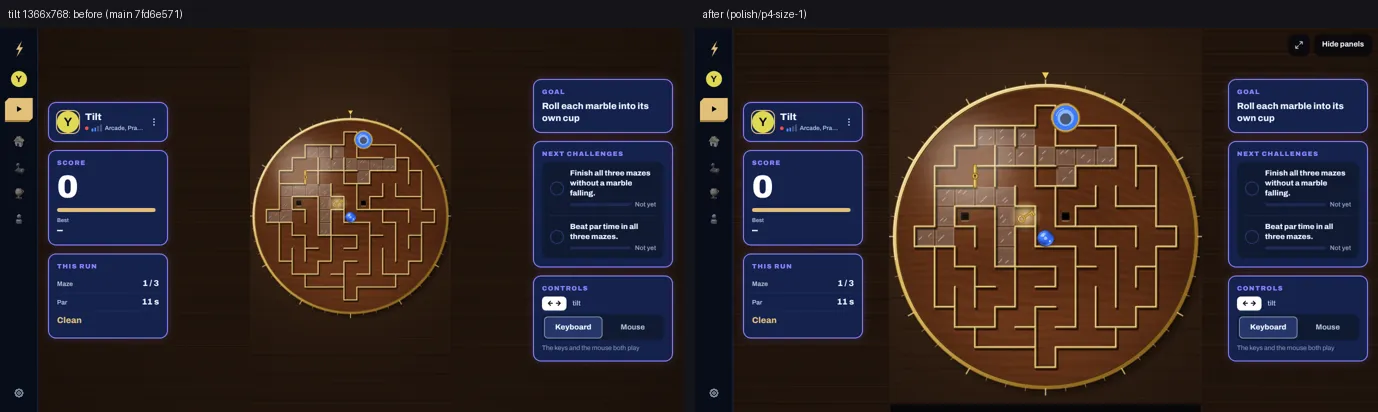 tilt 1366x768: before (main 7fd6e571)
Y
Y
Tilt
Arcade, Pra...
SCORE
0
Best
–
THIS RUN
Maze 1 / 3
Par 11 s
Clean
GOAL
Roll each marble into its
own cup
NEXT CHALLENGES
Finish all three mazes
without a marble
falling.
Not yet
Beat par time in all
three mazes.
Not yet
CONTROLS
tilt
Keyboard Mouse
The keys and the mouse both play
after (polish/p4-size-1)
Hide panels
Y
Y
Tilt
Arcade, Pra...
SCORE
0
Best
–
THIS RUN
Maze 1 / 3
Par 11 s
Clean
GOAL
Roll each marble into its
own cup
NEXT CHALLENGES
Finish all three mazes
without a marble
falling.
Not yet
Beat par time in all
three mazes.
Not yet
CONTROLS
tilt
Keyboard Mouse
The keys and the mouse both play